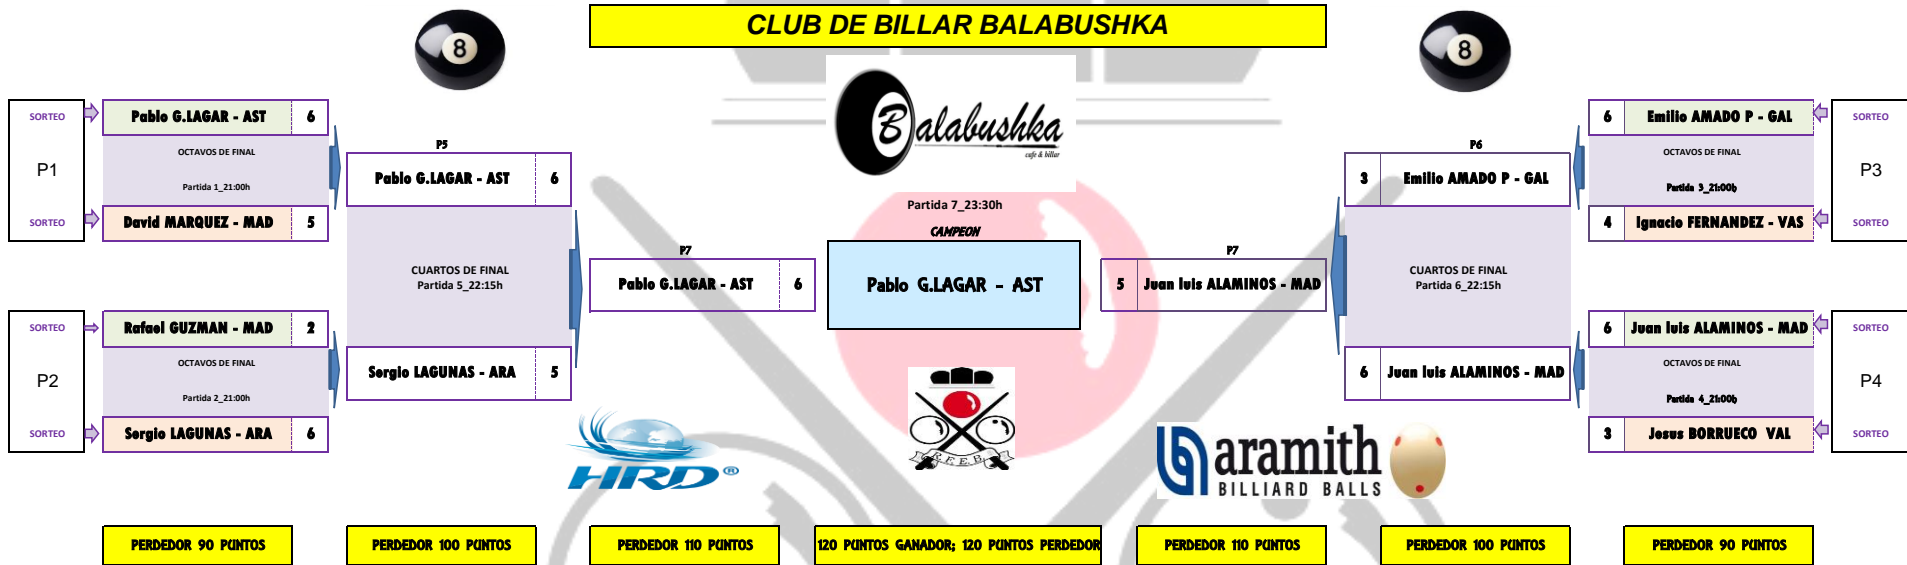 CLUB DE BILLAR BALABUSHKA
8
8
Balabushka
cafe & billar
SORTEO
P1
SORTEO
Pablo G.LAGAR - AST 6
OCTAVOS DE FINAL
Partida 1_21:00h
David MARQUEZ - MAD 5
SORTEO
P2
SORTEO
Rafael GUZMAN - MAD 2
OCTAVOS DE FINAL
Partida 2_21:00h
Sergio LAGUNAS - ARA 6
P5
Pablo G.LAGAR - AST 6
CUARTOS DE FINAL
Partida 5_22:15h
Sergio LAGUNAS - ARA 5
P7
Pablo G.LAGAR - AST 6
Partida 7_23:30h
CAMPEON
Pablo G.LAGAR - AST
P7
5 Juan luis ALAMINOS - MAD
P6
3 Emilio AMADO P - GAL
CUARTOS DE FINAL
Partida 6_22:15h
6 Juan luis ALAMINOS - MAD
6 Emilio AMADO P - GAL
OCTAVOS DE FINAL
Partida 3_21:00h
4 Ignacio FERNANDEZ - VAS
SORTEO
P3
SORTEO
6 Juan luis ALAMINOS - MAD
OCTAVOS DE FINAL
Partida 4_21:00h
3 Jesus BORRUECO VAL
SORTEO
P4
SORTEO
HRD®
R.F.E.B.
aramith
BILLIARD BALLS
PERDEDOR 90 PUNTOS
PERDEDOR 100 PUNTOS
PERDEDOR 110 PUNTOS
120 PUNTOS GANADOR; 120 PUNTOS PERDEDOR
PERDEDOR 110 PUNTOS
PERDEDOR 100 PUNTOS
PERDEDOR 90 PUNTOS